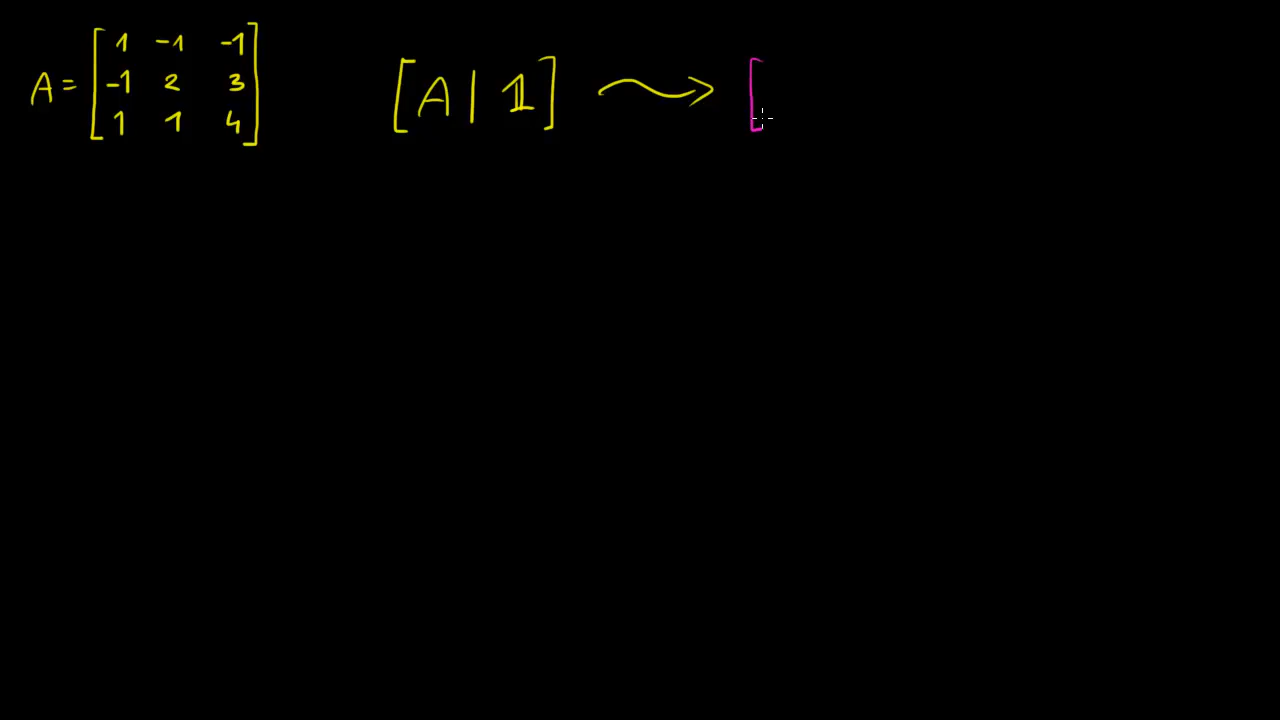 A = [ 1 -1 -1
-1 2 3
1 1 4 ]
[ A | 𝟙 ] ⤳ [